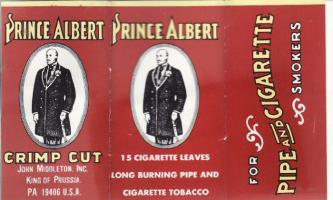 PRINCE ALBERT
CRIMP CUT
JOHN MIDDLETON, INC.
KING OF PRUSSIA.
PA 19406 U.S.A.
PRINCE ALBERT
15 CIGARETTE LEAVES
LONG BURNING PIPE AND
CIGARETTE TOBACCO
FOR
PIPE AND CIGARETTE
SMOKERS